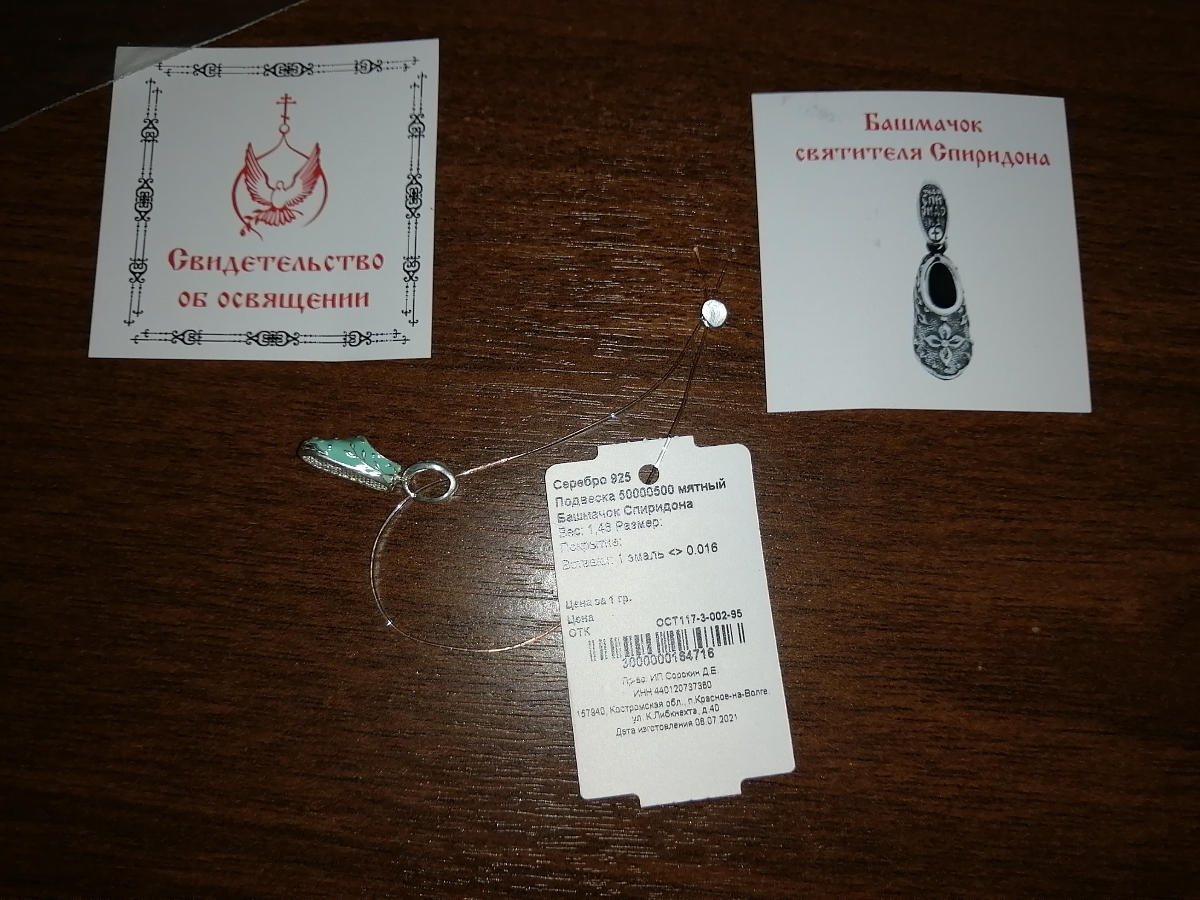 Свидетельство
об освящении
Башмачок
святителя Спиридона
СПИ
Серебро 925
Подвеска 50000500 мятный
Башмачок Спиридона
Вес: 1,48 Размер:
Покрытие:
Вставки: 1 эмаль <> 0.016
Цена за 1 гр.
Цена
ОТК
ОСТ117-3-002-95
3000000164716
Пр-во: ИП Сорокин Д.Е.
ИНН 440120737380
157940, Костромская обл., п.Красное-на-Волге,
ул. К.Либкнехта, д.40
Дата изготовления 08.07.2021